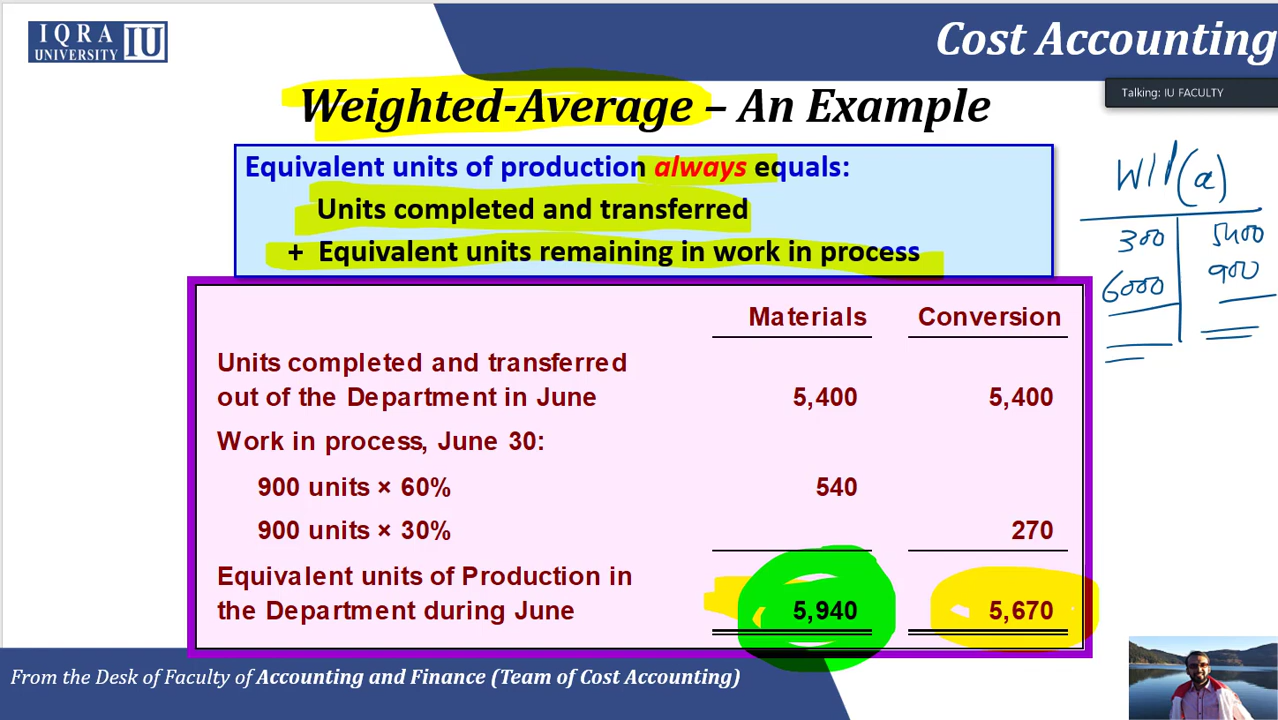 IQRA
UNIVERSITY IU
Cost Accounting
Talking: IU FACULTY
Weighted-Average – An Example
Equivalent units of production always equals:
Units completed and transferred
+ Equivalent units remaining in work in process
WIP(a)
300 5400
6000 900
Materials Conversion
Units completed and transferred
out of the Department in June 5,400 5,400
Work in process, June 30:
900 units × 60% 540
900 units × 30% 270
Equivalent units of Production in
the Department during June 5,940 5,670
From the Desk of Faculty of Accounting and Finance (Team of Cost Accounting)